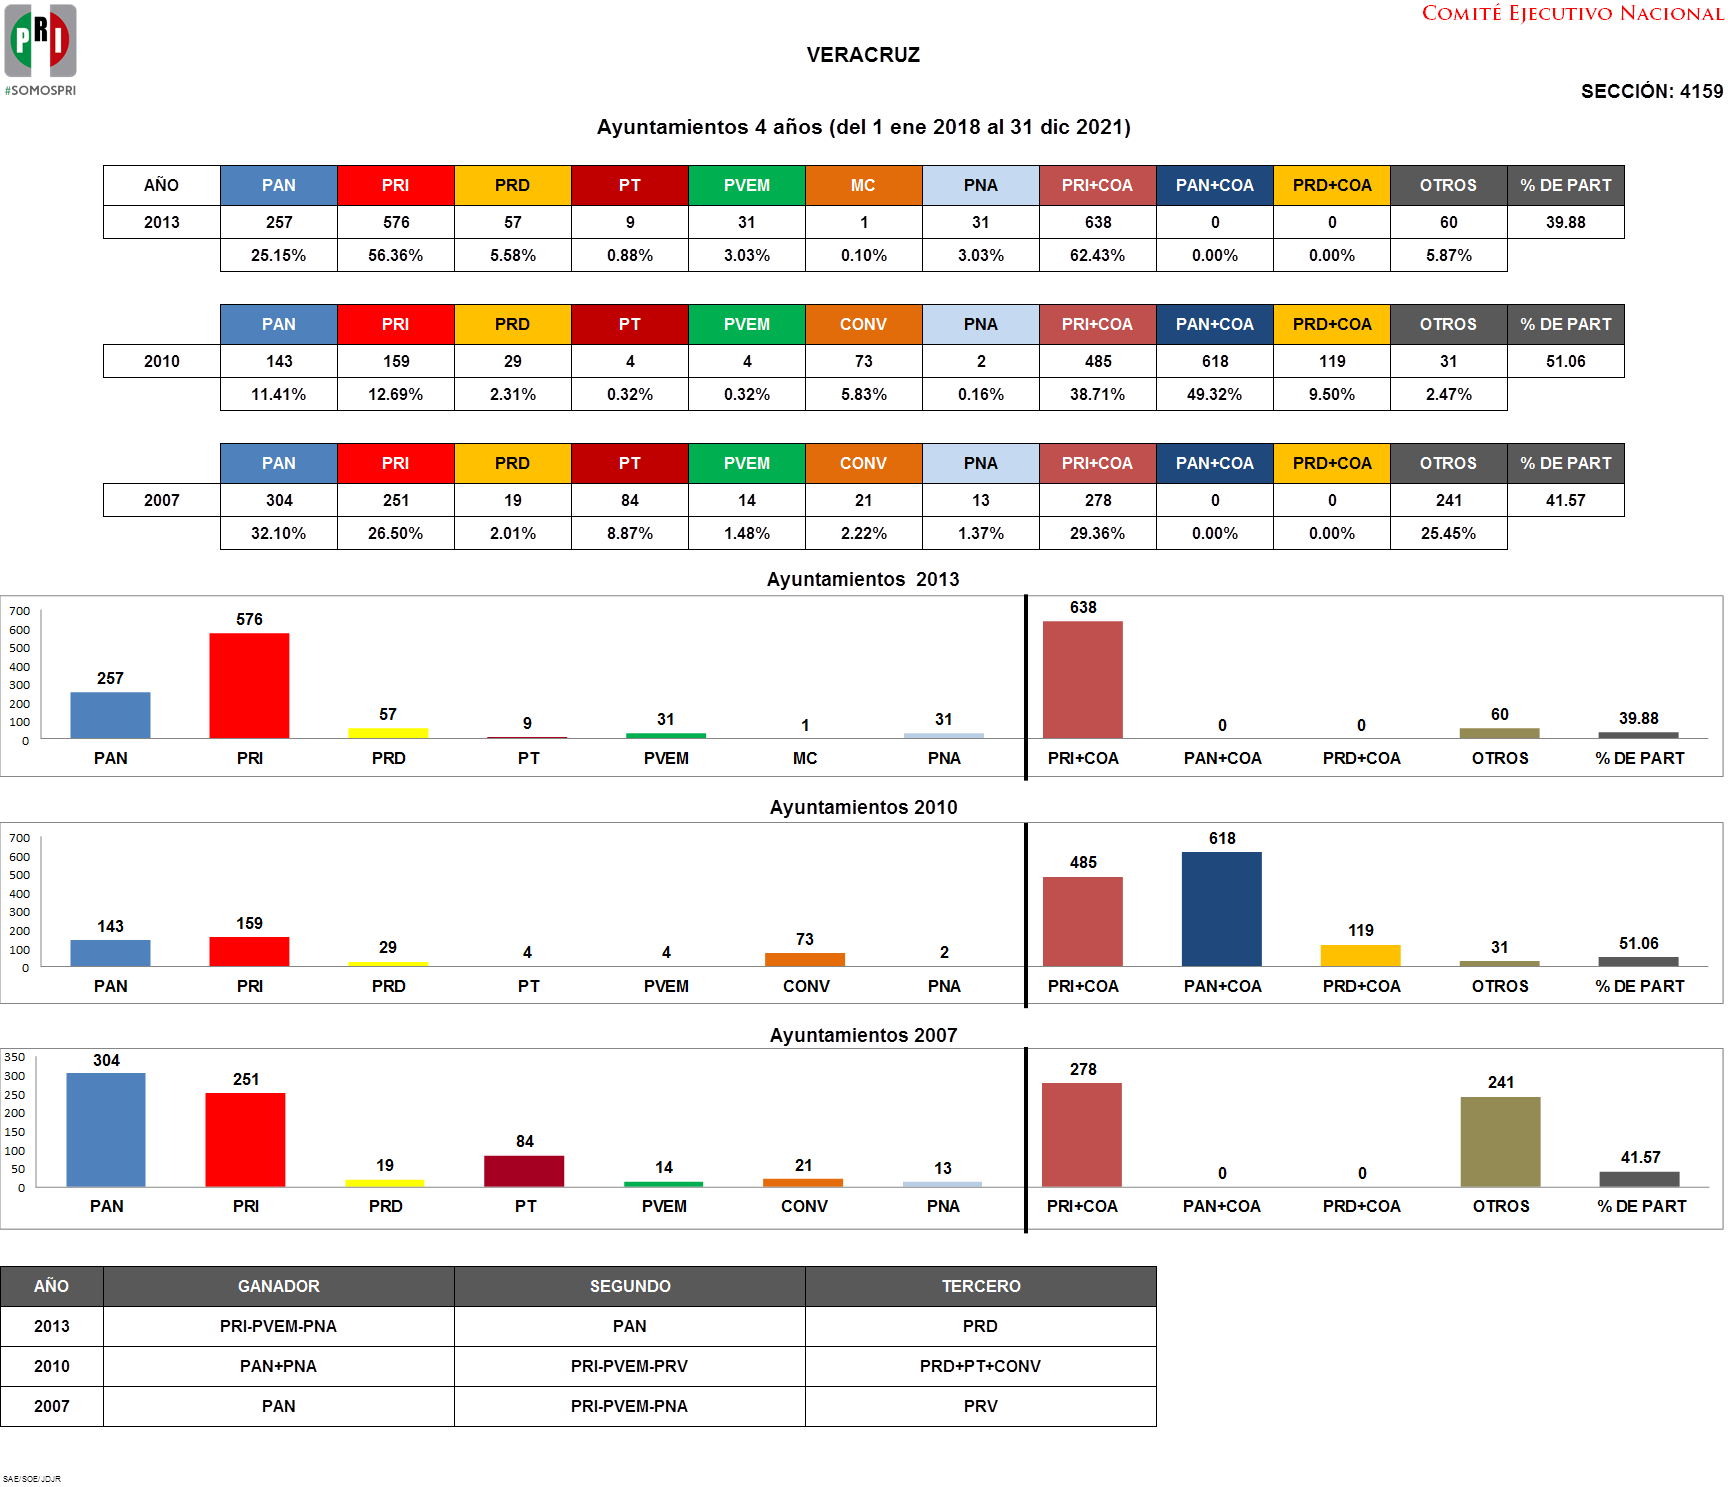 PRI
#SOMOSPRI
COMITÉ EJECUTIVO NACIONAL
VERACRUZ
SECCIÓN: 4159
Ayuntamientos 4 años (del 1 ene 2018 al 31 dic 2021)
AÑO PAN PRI PRD PT PVEM MC PNA PRI+COA PAN+COA PRD+COA OTROS % DE PART
2013 257 576 57 9 31 1 31 638 0 0 60 39.88
25.15% 56.36% 5.58% 0.88% 3.03% 0.10% 3.03% 62.43% 0.00% 0.00% 5.87%
PAN PRI PRD PT PVEM CONV PNA PRI+COA PAN+COA PRD+COA OTROS % DE PART
2010 143 159 29 4 4 73 2 485 618 119 31 51.06
11.41% 12.69% 2.31% 0.32% 0.32% 5.83% 0.16% 38.71% 49.32% 9.50% 2.47%
PAN PRI PRD PT PVEM CONV PNA PRI+COA PAN+COA PRD+COA OTROS % DE PART
2007 304 251 19 84 14 21 13 278 0 0 241 41.57
32.10% 26.50% 2.01% 8.87% 1.48% 2.22% 1.37% 29.36% 0.00% 0.00% 25.45%
Ayuntamientos 2013
700
600
500
400
300
200
100
0
257 576 57 9 31 1 31 638 0 0 60 39.88
PAN PRI PRD PT PVEM MC PNA PRI+COA PAN+COA PRD+COA OTROS % DE PART
Ayuntamientos 2010
700
600
500
400
300
200
100
0
143 159 29 4 4 73 2 485 618 119 31 51.06
PAN PRI PRD PT PVEM CONV PNA PRI+COA PAN+COA PRD+COA OTROS % DE PART
Ayuntamientos 2007
350
300
250
200
150
100
50
0
304 251 19 84 14 21 13 278 0 0 241 41.57
PAN PRI PRD PT PVEM CONV PNA PRI+COA PAN+COA PRD+COA OTROS % DE PART
AÑO GANADOR SEGUNDO TERCERO
2013 PRI-PVEM-PNA PAN PRD
2010 PAN+PNA PRI-PVEM-PRV PRD+PT+CONV
2007 PAN PRI-PVEM-PNA PRV
SAE/SOE/JDJR